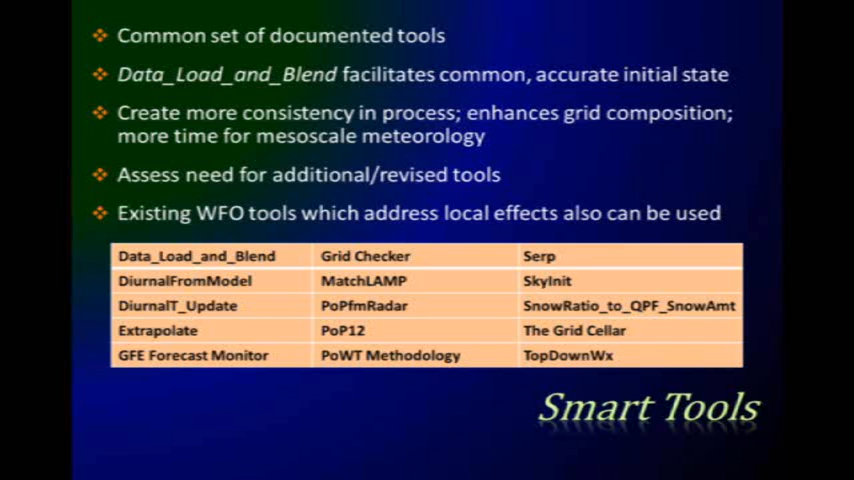 Common set of documented tools
Data_Load_and_Blend facilitates common, accurate initial state
Create more consistency in process; enhances grid composition;
more time for mesoscale meteorology
Assess need for additional/revised tools
Existing WFO tools which address local effects also can be used
Data_Load_and_Blend Grid Checker Serp
DiurnalFromModel MatchLAMP SkyInit
DiurnalT_Update PoPfmRadar SnowRatio_to_QPF_SnowAmt
Extrapolate PoP12 The Grid Cellar
GFE Forecast Monitor PoWT Methodology TopDownWx
Smart Tools